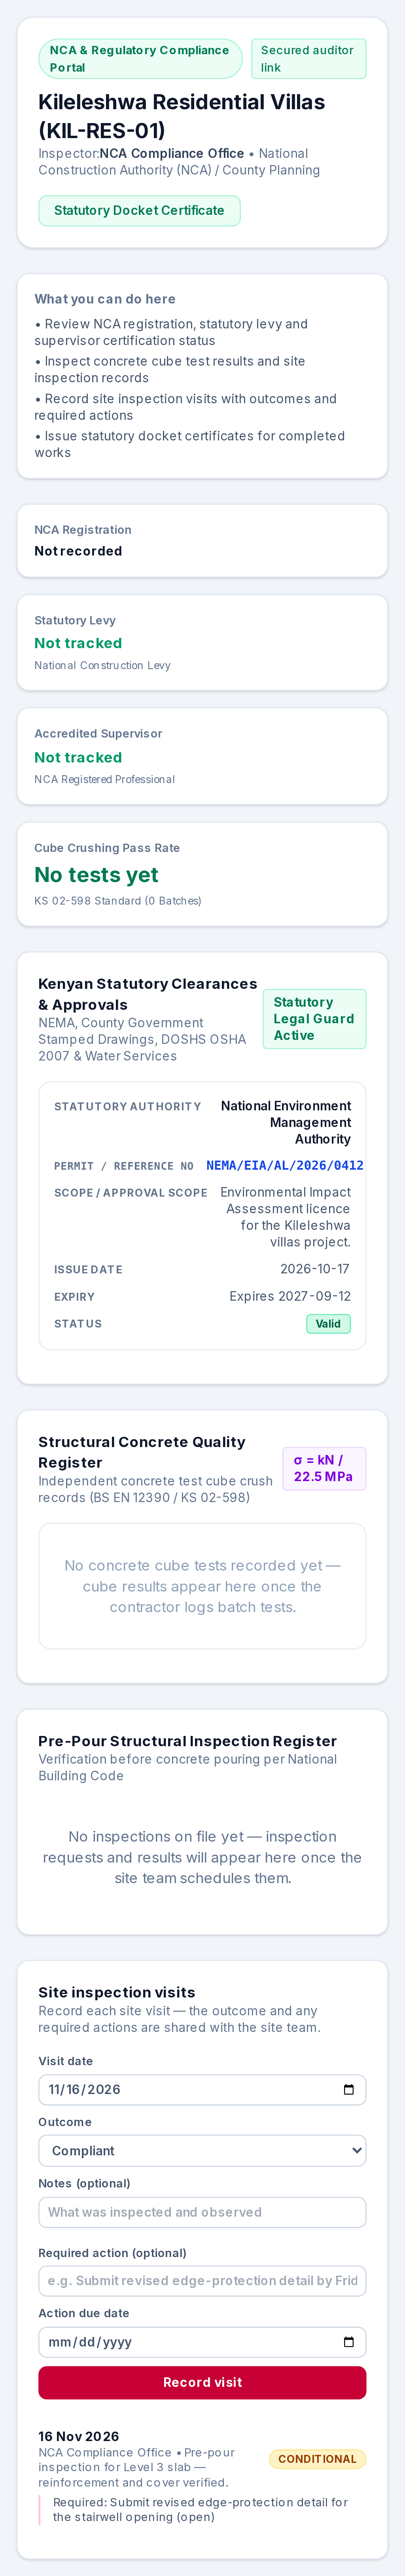 NCA & Regulatory Compliance
Portal
Secured auditor
link
Kileleshwa Residential Villas
(KIL-RES-01)
Inspector:NCA Compliance Office • National
Construction Authority (NCA) / County Planning
Statutory Docket Certificate
What you can do here
• Review NCA registration, statutory levy and
supervisor certification status
• Inspect concrete cube test results and site
inspection records
• Record site inspection visits with outcomes and
required actions
• Issue statutory docket certificates for completed
works
NCA Registration
Not recorded
Statutory Levy
Not tracked
National Construction Levy
Accredited Supervisor
Not tracked
NCA Registered Professional
Cube Crushing Pass Rate
No tests yet
KS 02-598 Standard (0 Batches)
Kenyan Statutory Clearances
& Approvals
NEMA, County Government
Stamped Drawings, DOSHS OSHA
2007 & Water Services
Statutory
Legal Guard
Active
STATUTORY AUTHORITY
National Environment
Management
Authority
PERMIT / REFERENCE NO
NEMA/EIA/AL/2026/0412
SCOPE / APPROVAL SCOPE
Environmental Impact
Assessment licence
for the Kileleshwa
villas project.
ISSUE DATE
2026-10-17
EXPIRY
Expires 2027-09-12
STATUS
Valid
Structural Concrete Quality
Register
Independent concrete test cube crush
records (BS EN 12390 / KS 02-598)
σ = kN /
22.5 MPa
No concrete cube tests recorded yet —
cube results appear here once the
contractor logs batch tests.
Pre-Pour Structural Inspection Register
Verification before concrete pouring per National
Building Code
No inspections on file yet — inspection
requests and results will appear here once the
site team schedules them.
Site inspection visits
Record each site visit — the outcome and any
required actions are shared with the site team.
Visit date
11/16/2026
Outcome
Compliant
Notes (optional)
What was inspected and observed
Required action (optional)
e.g. Submit revised edge-protection detail by Frid
Action due date
mm/dd/yyyy
Record visit
16 Nov 2026
NCA Compliance Office • Pre-pour
inspection for Level 3 slab —
reinforcement and cover verified.
CONDITIONAL
Required: Submit revised edge-protection detail for
the stairwell opening (open)